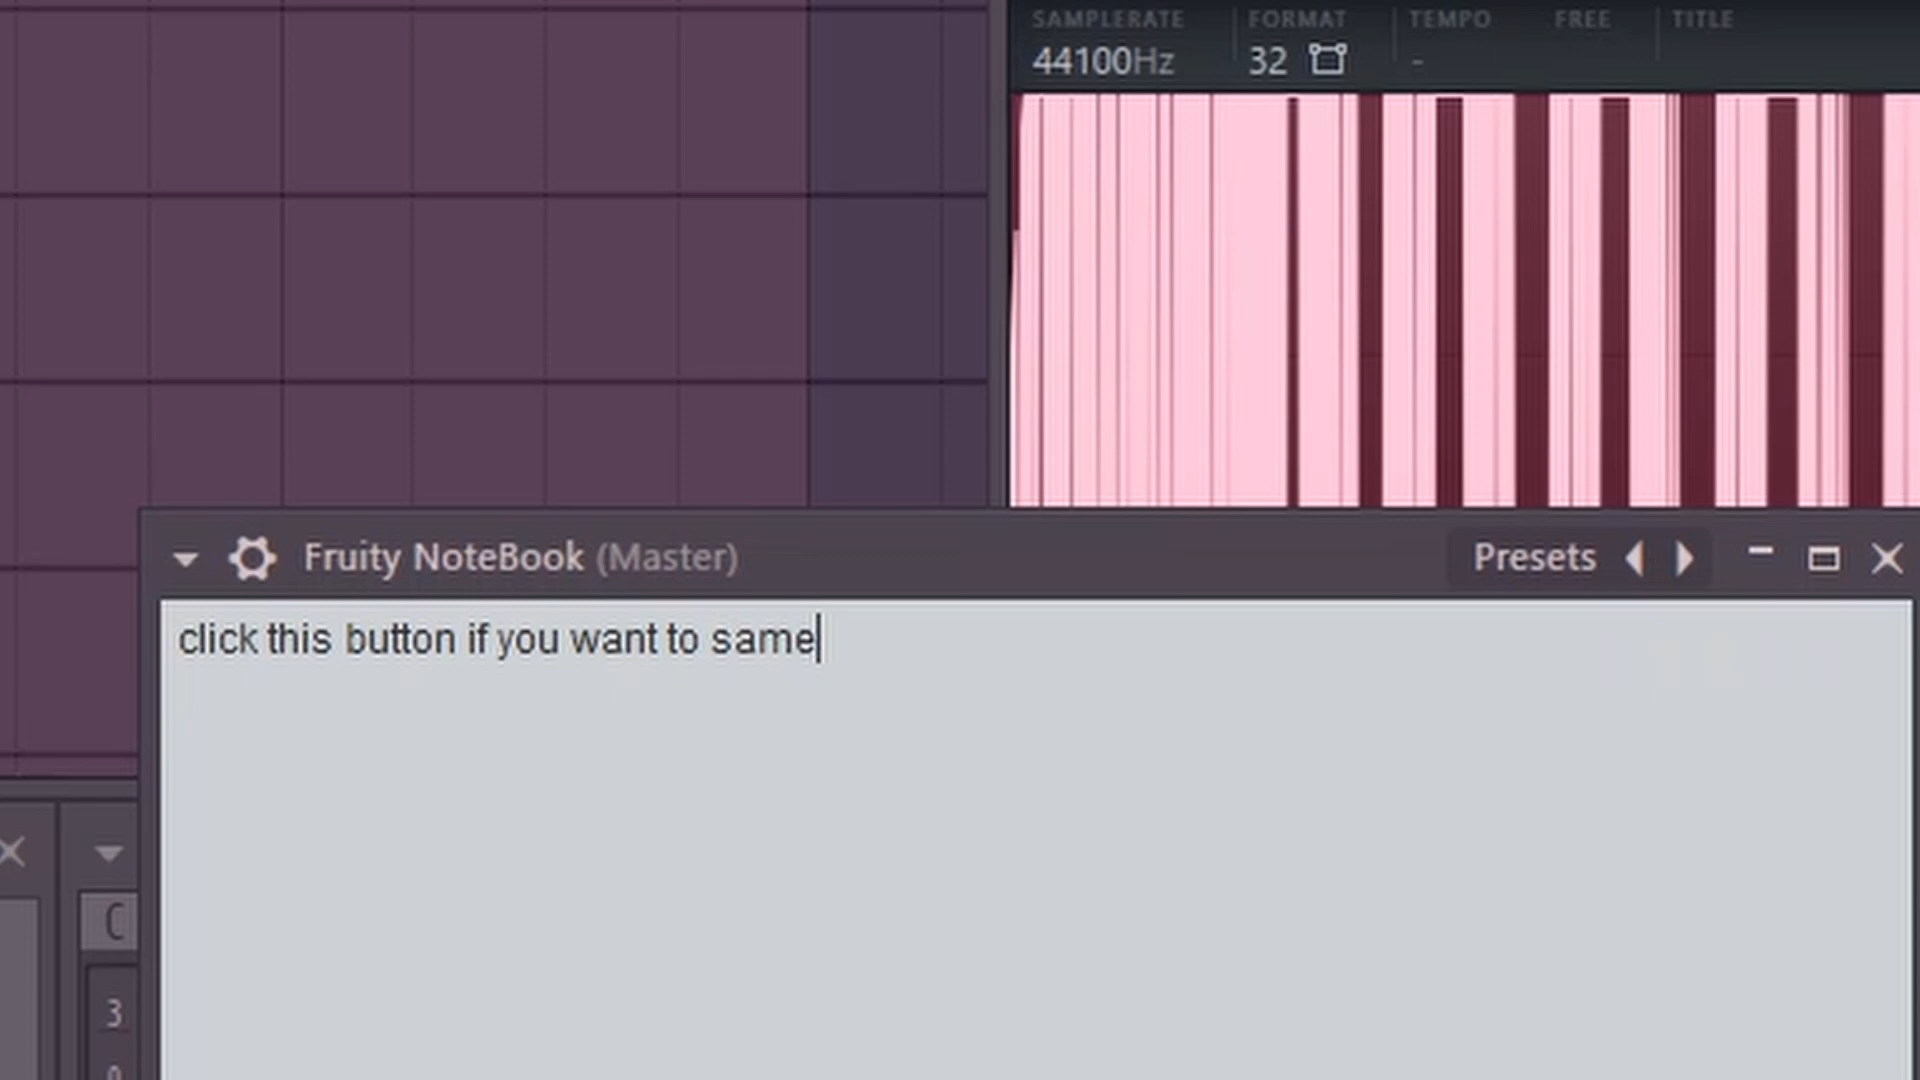 SAMPLERATE FORMAT TEMPO FREE TITLE
44100Hz 32 -
Fruity NoteBook (Master) Presets
click this button if you want to same
C
3